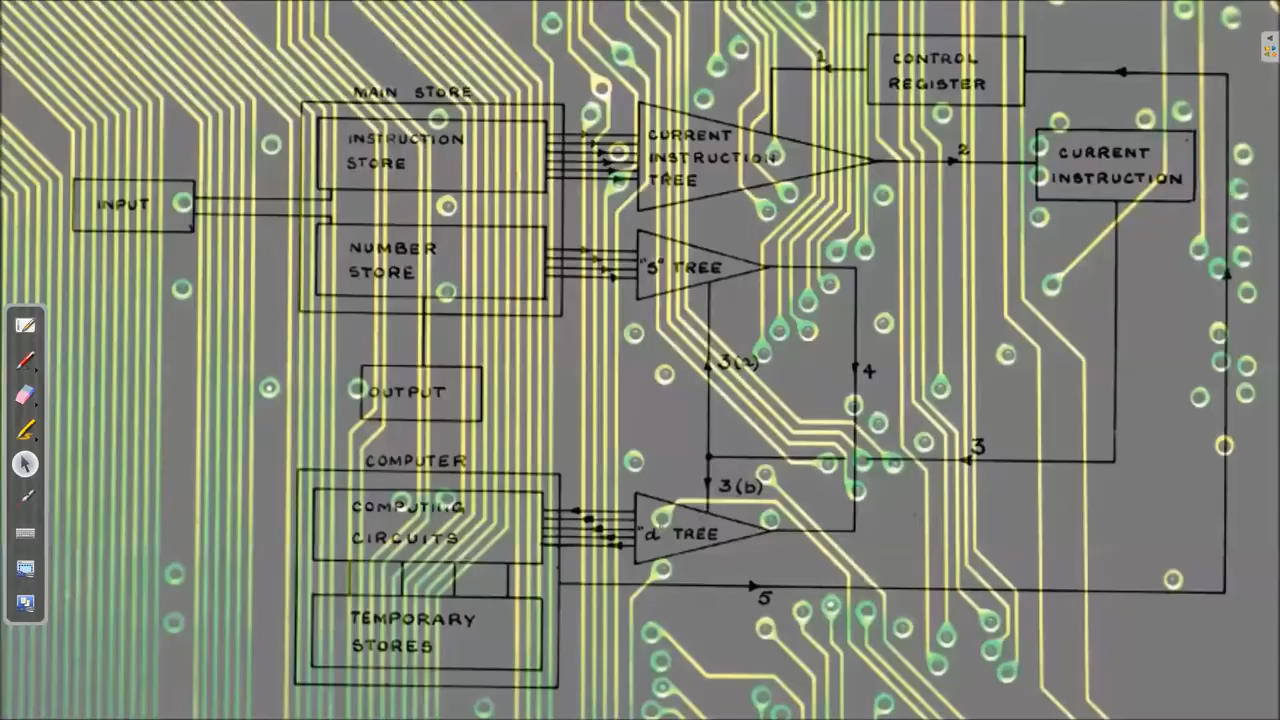 MAIN STORE
INSTRUCTION
STORE
INPUT
NUMBER
STORE
OUTPUT
COMPUTER
COMPUTING
CIRCUITS
TEMPORARY
STORES
CURRENT
INSTRUCTION
TREE
"S" TREE
"d" TREE
CONTROL
REGISTER
CURRENT
INSTRUCTION
1
2
3(a)
4
3
3(b)
5